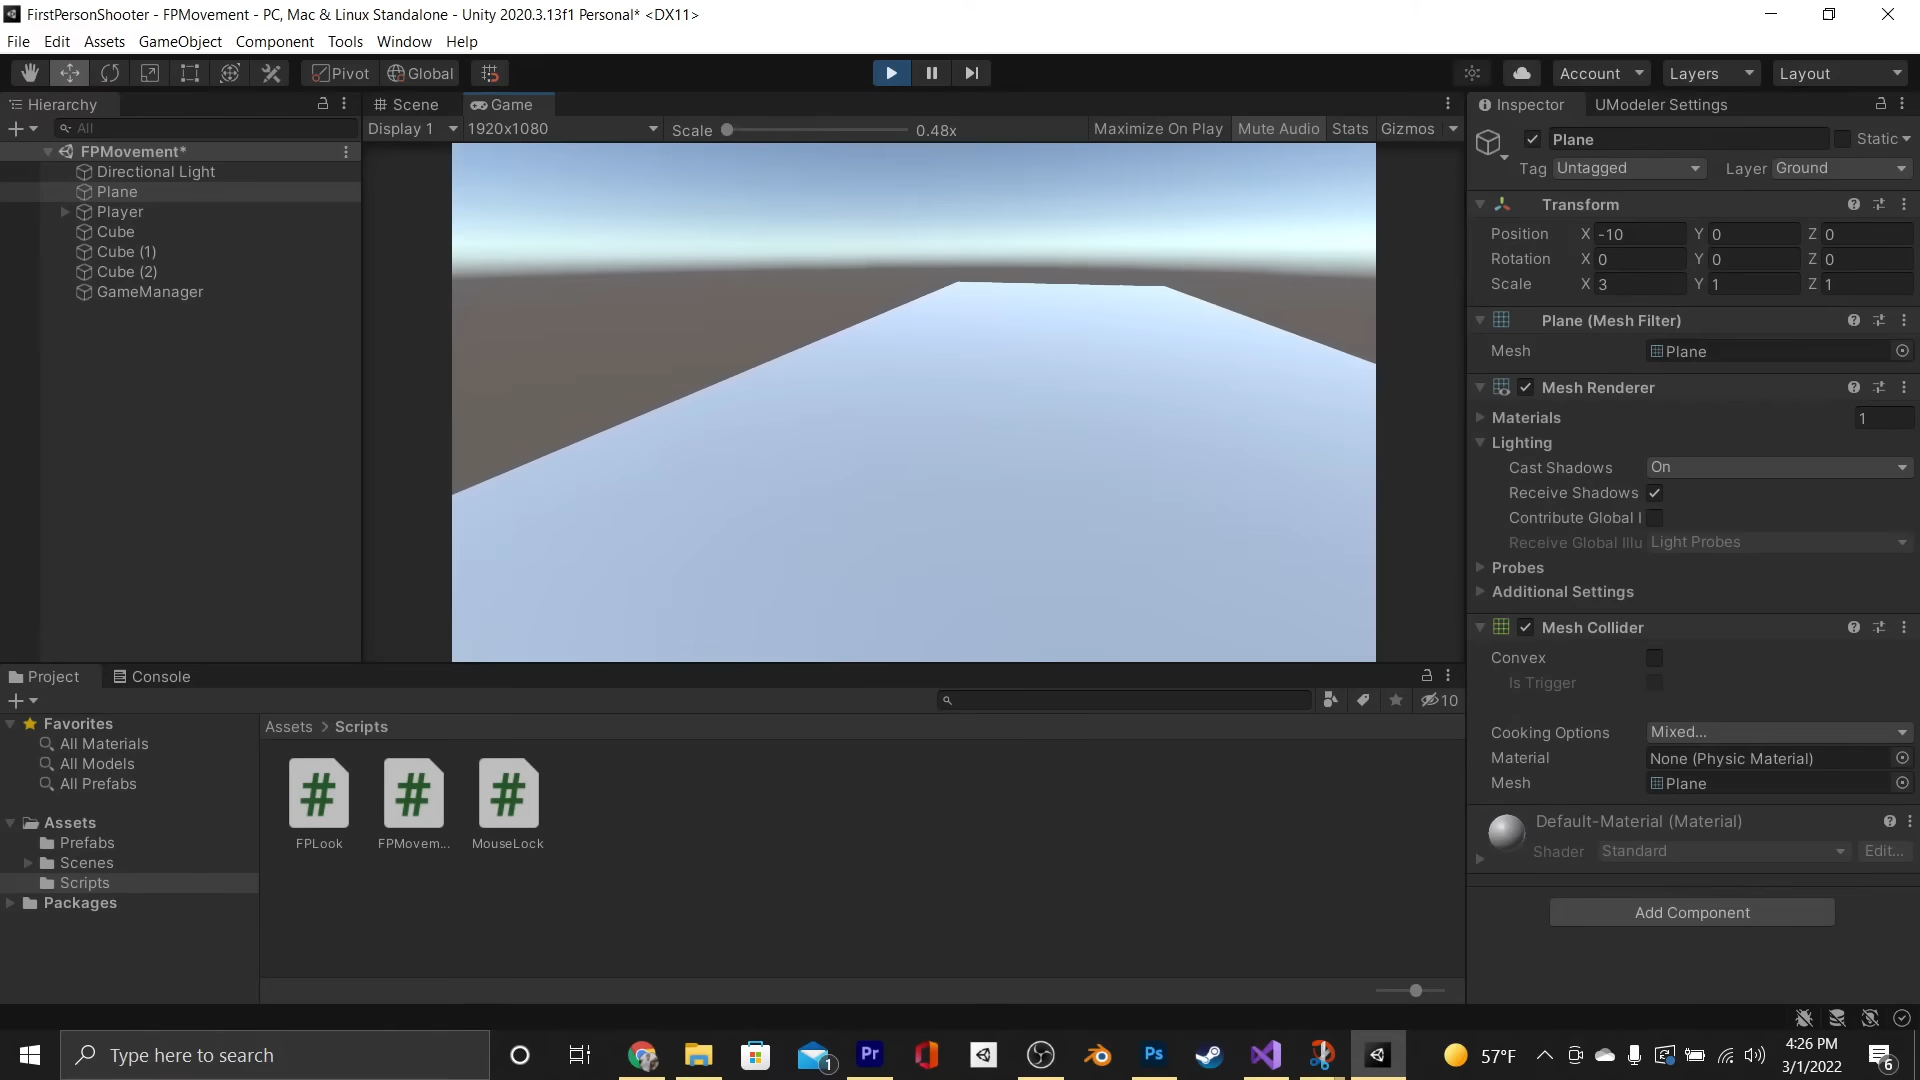 FirstPersonShooter - FPMovement - PC, Mac & Linux Standalone - Unity 2020.3.13f1 Personal* <DX11>
File Edit Assets GameObject Component Tools Window Help
Pivot Global Account Layers Layout
Hierarchy
All
FPMovement*
Directional Light
Plane
Player
Cube
Cube (1)
Cube (2)
GameManager
Scene Game
Display 1 1920x1080 Scale 0.48x Maximize On Play Mute Audio Stats Gizmos
Inspector UModeler Settings
Plane Static
Tag Untagged Layer Ground
Transform
Position X -10 Y 0 Z 0
Rotation X 0 Y 0 Z 0
Scale X 3 Y 1 Z 1
Plane (Mesh Filter)
Mesh Plane
Mesh Renderer
Materials 1
Lighting
Cast Shadows On
Receive Shadows
Contribute Global I
Receive Global Illu Light Probes
Probes
Additional Settings
Mesh Collider
Convex
Is Trigger
Cooking Options Mixed...
Material None (Physic Material)
Mesh Plane
Default-Material (Material)
Shader Standard Edit...
Add Component
Project Console
10
Favorites
All Materials
All Models
All Prefabs
Assets
Prefabs
Scenes
Scripts
Packages
Assets > Scripts
# # #
FPLook FPMovem... MouseLock
Type here to search
1
Pr
Ps
57°F
4:26 PM
3/1/2022
6